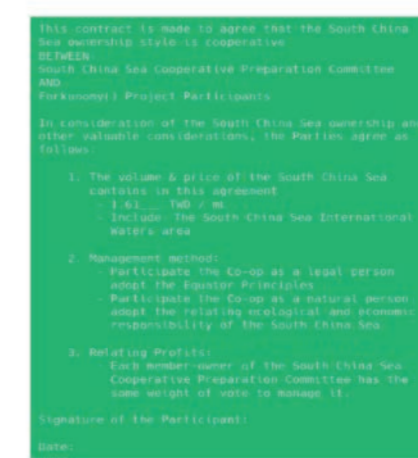 This contract is made to agree that the South China
Sea ownership style is cooperative
BETWEEN
South China Sea Cooperative Preparation Committee
AND
Forkonomy() Project Participants
In consideration of the South China Sea ownership and
other valuable considerations, the Parties agree as
follows:
1. The volume & price of the South China Sea
contains in this agreement
- 1.61___ TWD / ml
- Include: The South China Sea International
Waters area
2. Management method:
- Participate the Co-op as a legal person
adopt the Equator Principles
- Participate the Co-op as a natural person
adopt the relating ecological and economic
responsibility of the South China Sea
3. Relating Profits:
Each member-owner of the South China Sea
Cooperative Preparation Committee has the
same weight of vote to manage it.
Signature of the Participant:
Date: